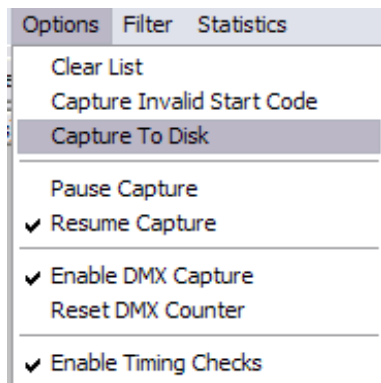 Options Filter Statistics
Clear List
Capture Invalid Start Code
Capture To Disk
Pause Capture
Resume Capture
Enable DMX Capture
Reset DMX Counter
Enable Timing Checks